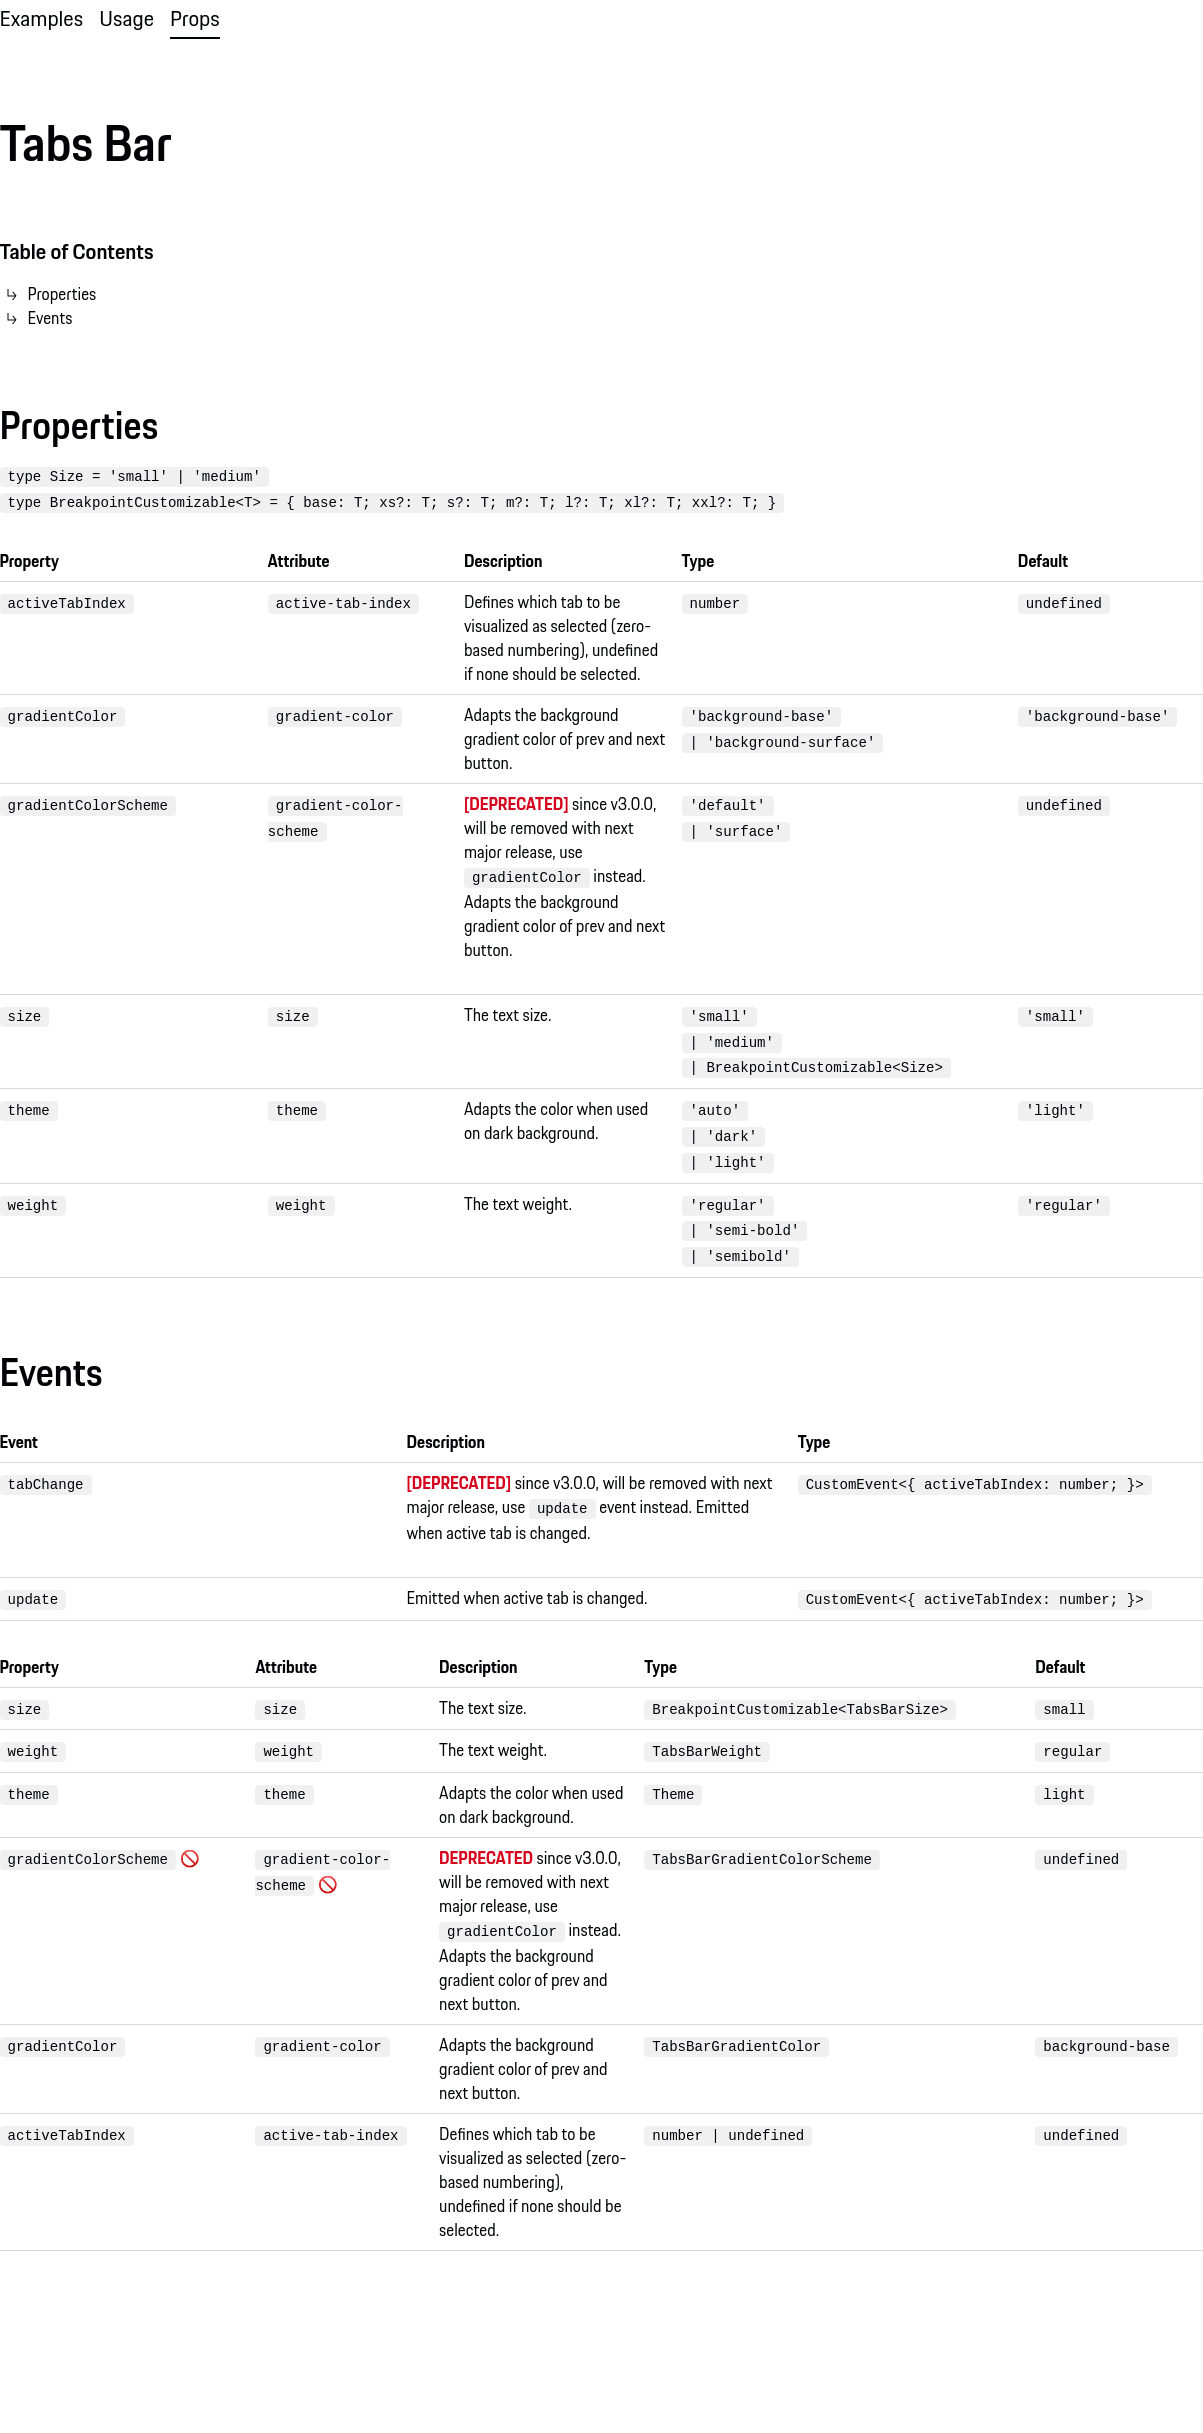 Examples Usage Props
Tabs Bar
Table of Contents
Properties
Events
Properties
type Size = 'small' | 'medium'
type BreakpointCustomizable<T> = { base: T; xs?: T; s?: T; m?: T; l?: T; xl?: T; xxl?: T; }
Property Attribute Description Type Default
activeTabIndex active-tab-index Defines which tab to be number undefined
visualized as selected (zero-
based numbering), undefined
if none should be selected.
gradientColor gradient-color Adapts the background 'background-base' 'background-base'
gradient color of prev and next | 'background-surface'
button.
gradientColorScheme gradient-color- [DEPRECATED] since v3.0.0, 'default' undefined
scheme will be removed with next | 'surface'
major release, use
gradientColor instead.
Adapts the background
gradient color of prev and next
button.
size size The text size. 'small' 'small'
| 'medium'
| BreakpointCustomizable<Size>
theme theme Adapts the color when used 'auto' 'light'
on dark background. | 'dark'
| 'light'
weight weight The text weight. 'regular' 'regular'
| 'semi-bold'
| 'semibold'
Events
Event Description Type
tabChange [DEPRECATED] since v3.0.0, will be removed with next CustomEvent<{ activeTabIndex: number; }>
major release, use update event instead. Emitted
when active tab is changed.
update Emitted when active tab is changed. CustomEvent<{ activeTabIndex: number; }>
Property Attribute Description Type Default
size size The text size. BreakpointCustomizable<TabsBarSize> small
weight weight The text weight. TabsBarWeight regular
theme theme Adapts the color when used Theme light
on dark background.
gradientColorScheme 🚫 gradient-color- DEPRECATED since v3.0.0, TabsBarGradientColorScheme undefined
scheme 🚫 will be removed with next
major release, use
gradientColor instead.
Adapts the background
gradient color of prev and
next button.
gradientColor gradient-color Adapts the background TabsBarGradientColor background-base
gradient color of prev and
next button.
activeTabIndex active-tab-index Defines which tab to be number | undefined undefined
visualized as selected (zero-
based numbering),
undefined if none should be
selected.